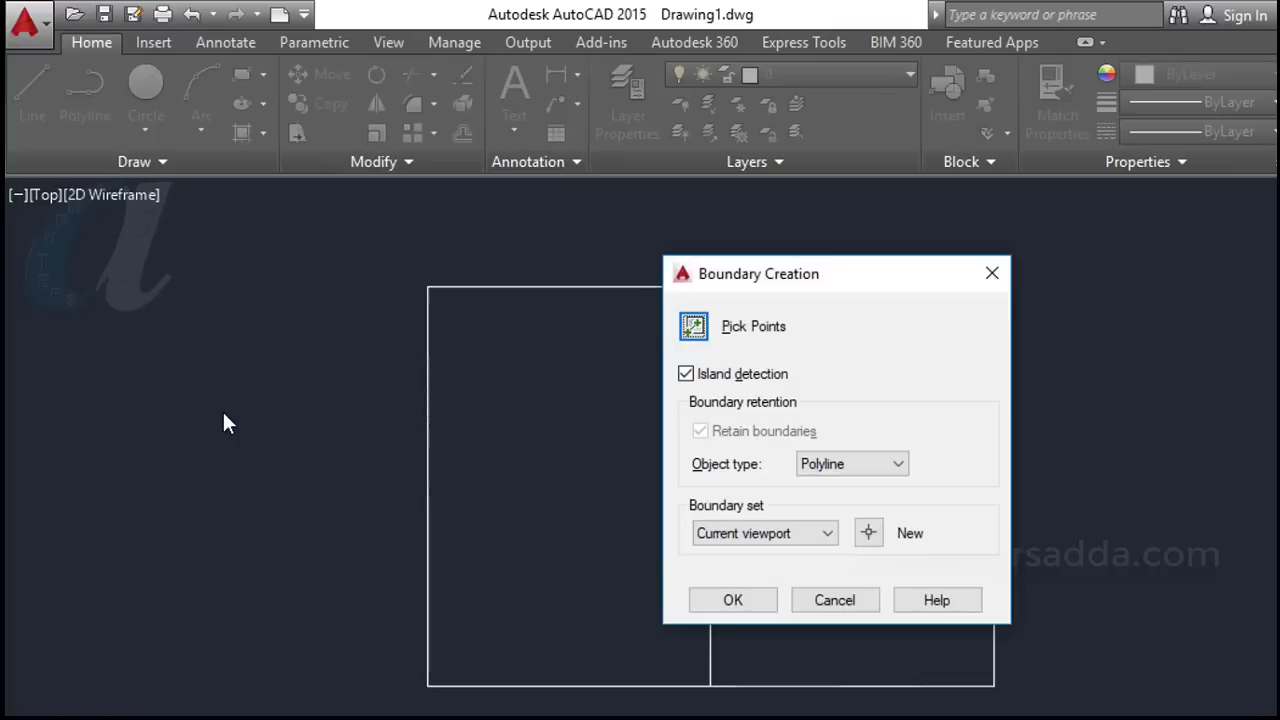 Autodesk AutoCAD 2015 Drawing1.dwg
Type a keyword or phrase
Sign In
Home Insert Annotate Parametric View Manage Output Add-ins Autodesk 360 Express Tools BIM 360 Featured Apps
Move
Copy
Line Polyline Circle Arc
Text
Layer Properties
0
Insert
Match Properties
ByLayer
ByLayer
ByLayer
Draw Modify Annotation Layers Block Properties
[−][Top][2D Wireframe]
Boundary Creation
Pick Points
Island detection
Boundary retention
Retain boundaries
Object type: Polyline
Boundary set
Current viewport New
rsadda.com
OK Cancel Help